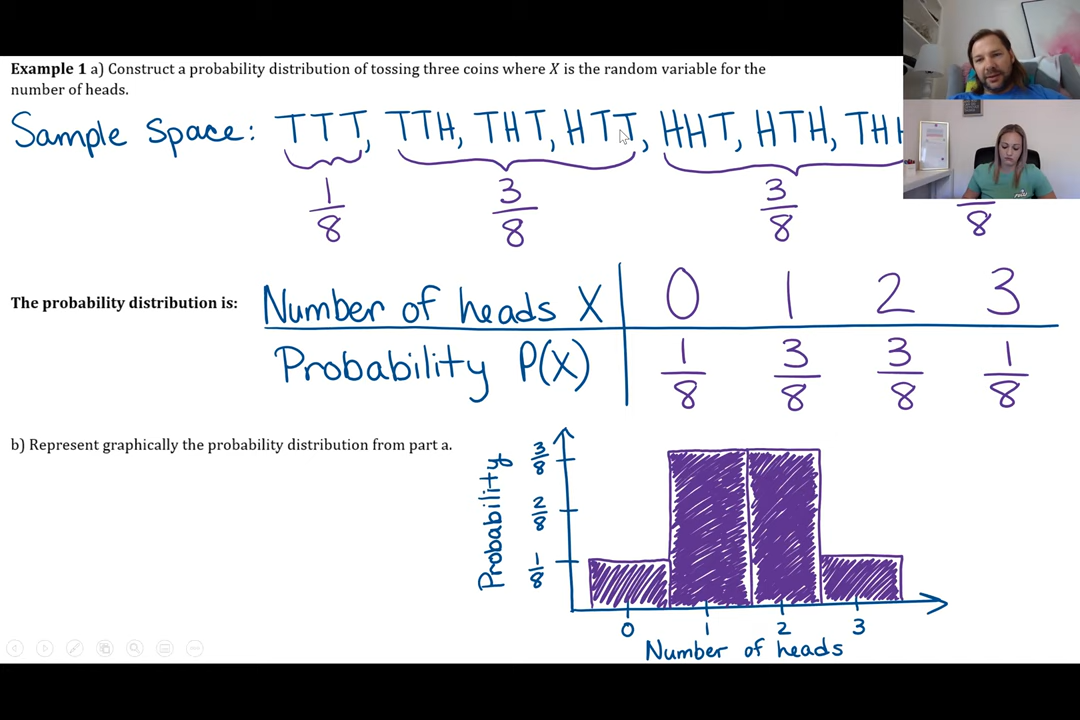 Example 1 a) Construct a probability distribution of tossing three coins where X is the random variable for the
number of heads.
Sample Space: TTT, TTH, THT, HTT, HHT, HTH, TH
1/8 3/8 3/8 8
The probability distribution is: Number of heads X 0 1 2 3
Probability P(X) 1/8 3/8 3/8 1/8
b) Represent graphically the probability distribution from part a.
Probability
3/8
2/8
1/8
0 1 2 3
Number of heads